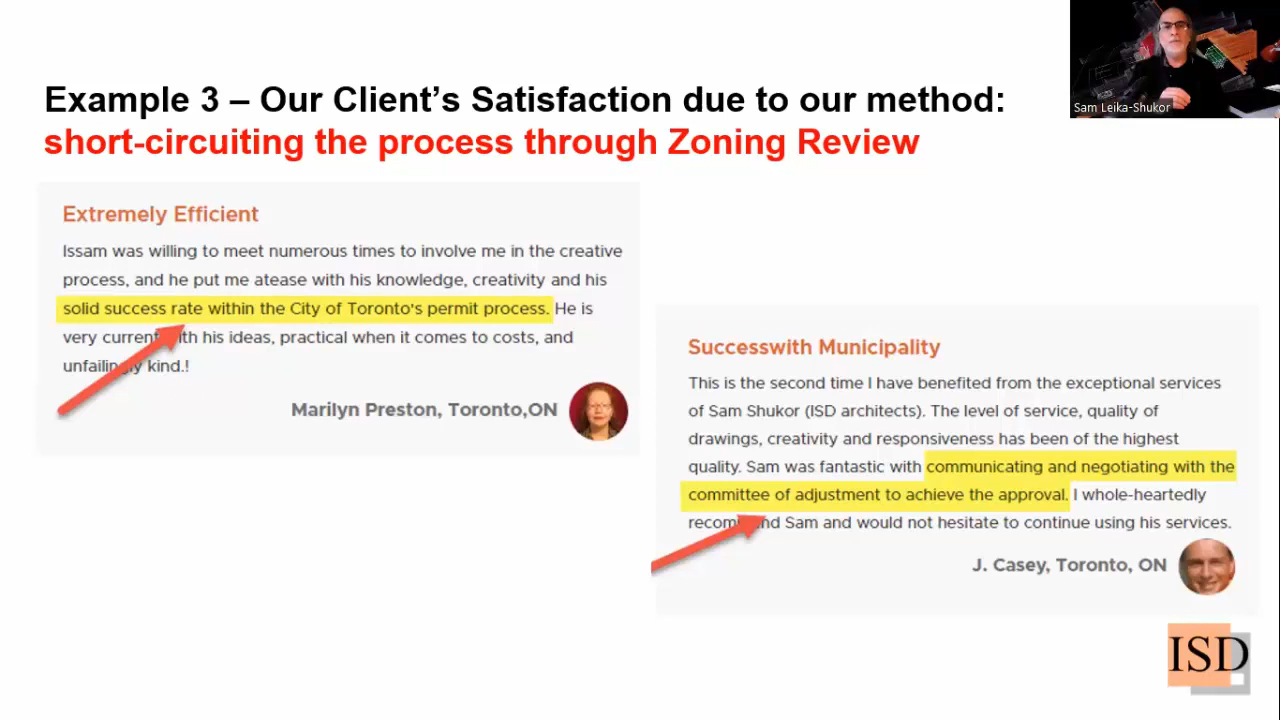 Example 3 – Our Client's Satisfaction due to our method:
short-circuiting the process through Zoning Review
Sam Leika-Shukor
Extremely Efficient
Issam was willing to meet numerous times to involve me in the creative
process, and he put me atease with his knowledge, creativity and his
solid success rate within the City of Toronto's permit process. He is
very current with his ideas, practical when it comes to costs, and
unfailingly kind.!
Marilyn Preston, Toronto,ON
Successwith Municipality
This is the second time I have benefited from the exceptional services
of Sam Shukor (ISD architects). The level of service, quality of
drawings, creativity and responsiveness has been of the highest
quality. Sam was fantastic with communicating and negotiating with the
committee of adjustment to achieve the approval. I whole-heartedly
recommend Sam and would not hesitate to continue using his services.
J. Casey, Toronto, ON
ISD